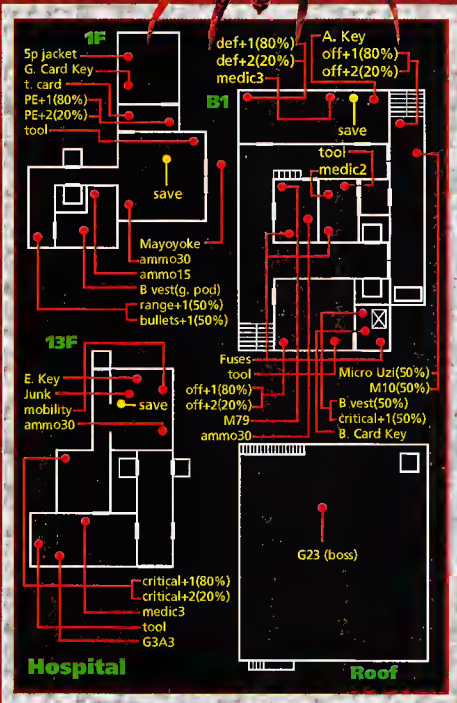 1F
5p jacket
G. Card Key
t. card
PE+1(80%)
PE+2(20%)
tool
save
Mayoyoke
ammo30
ammo15
B vest(g. pod)
range+1(50%)
bullets+1(50%)
def+1(80%)
def+2(20%)
medic3
A. Key
off+1(80%)
off+2(20%)
B1
save
tool
medic2
Fuses
tool
off+1(80%)
off+2(20%)
M79
ammo30
Micro Uzi(50%)
M10(50%)
B vest(50%)
critical+1(50%)
B. Card Key
13F
E. Key
Junk
mobility
ammo30
save
critical+1(80%)
critical+2(20%)
medic3
tool
G3A3
Hospital
G23 (boss)
Roof